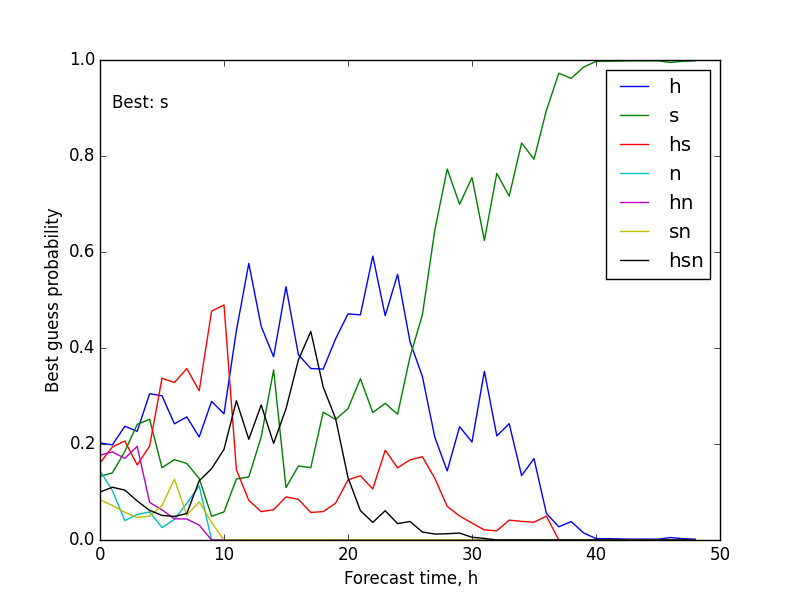 1.0
0.8
0.6
0.4
0.2
0.0
Best guess probability
Best: s
h
s
hs
n
hn
sn
hsn
0 10 20 30 40 50
Forecast time, h